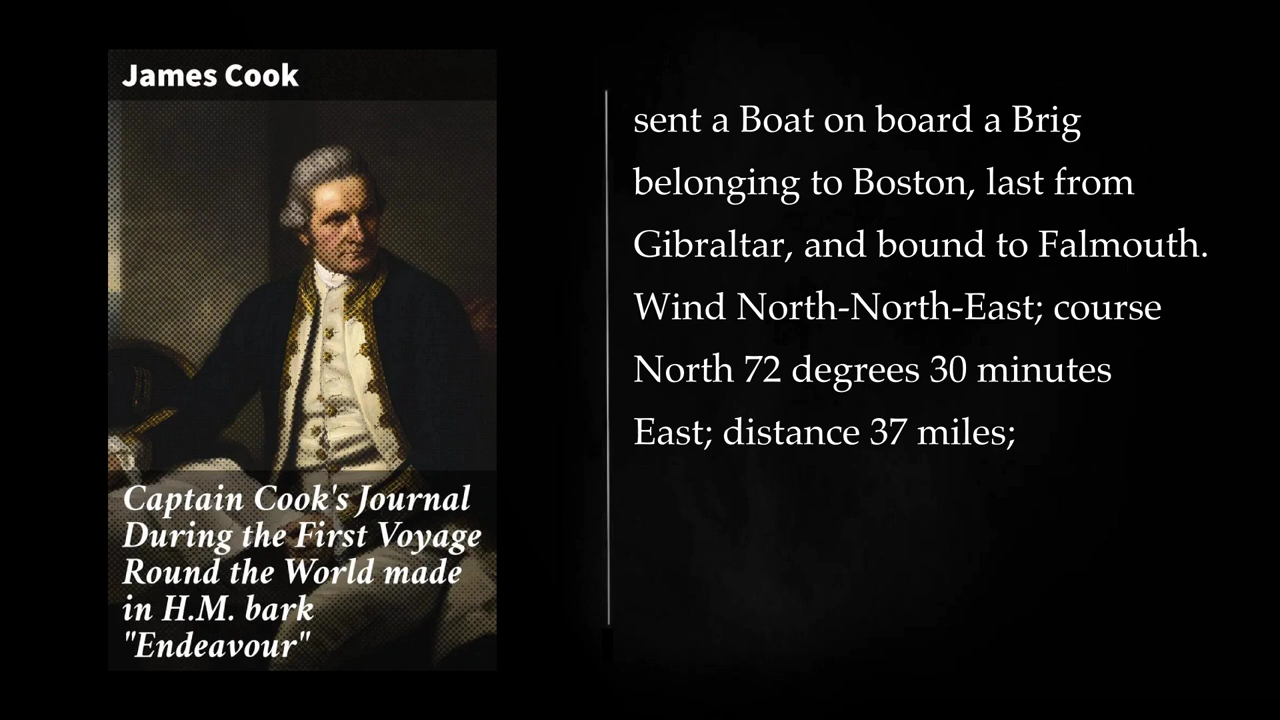 James Cook
Captain Cook's Journal
During the First Voyage
Round the World made
in H.M. bark
"Endeavour"
sent a Boat on board a Brig
belonging to Boston, last from
Gibraltar, and bound to Falmouth.
Wind North-North-East; course
North 72 degrees 30 minutes
East; distance 37 miles;